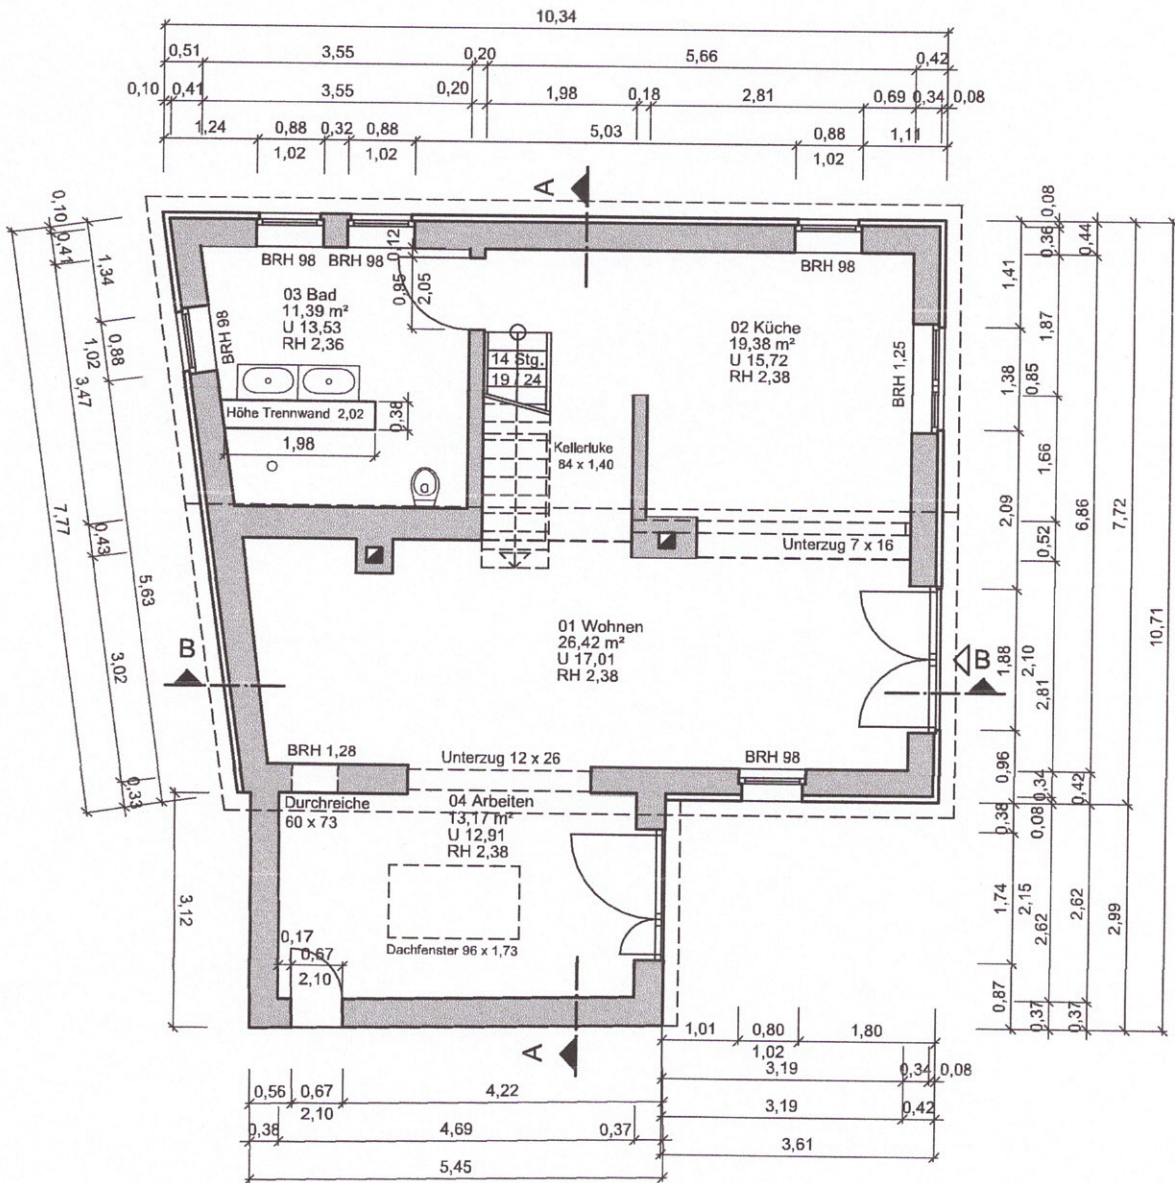 10,34
0,51 3,55 0,20 5,66 0,42
0,10 0,41 3,55 0,20 1,98 0,18 2,81 0,69 0,34 0,08
1,24 0,88 0,32 0,88 5,03 0,88 1,11
1,02 1,02 1,02
A
BRH 98 BRH 98 BRH 98
0,12
0,95
2,05
03 Bad
11,39 m²
U 13,53
RH 2,36
BRH 98
Höhe Trennwand 2,02
0,38
1,98
14 Stg.
19 / 24
Kellerluke
84 x 1,40
02 Küche
19,38 m²
U 15,72
RH 2,38
BRH 1,25
Unterzug 7 x 16
01 Wohnen
26,42 m²
U 17,01
RH 2,38
B
B
BRH 1,28
Unterzug 12 x 26
BRH 98
Durchreiche
60 x 73
04 Arbeiten
13,17 m²
U 12,91
RH 2,38
Dachfenster 96 x 1,73
0,17
0,67
2,10
A
0,10
0,41
1,34
1,02
0,88
3,47
7,77
0,43
5,63
3,02
0,33
3,12
0,08
0,36
0,44
1,41
1,87
1,38
0,85
1,66
2,09
6,86
7,72
0,52
10,71
1,88
2,10
2,81
0,96
0,34
0,42
0,38
0,08
1,74
2,15
2,62
2,62
2,99
0,87
0,37
0,37
1,01 0,80 1,80
1,02
3,19 0,34 0,08
3,19 0,42
3,61
0,56 0,67 4,22
2,10
0,38 4,69 0,37
5,45